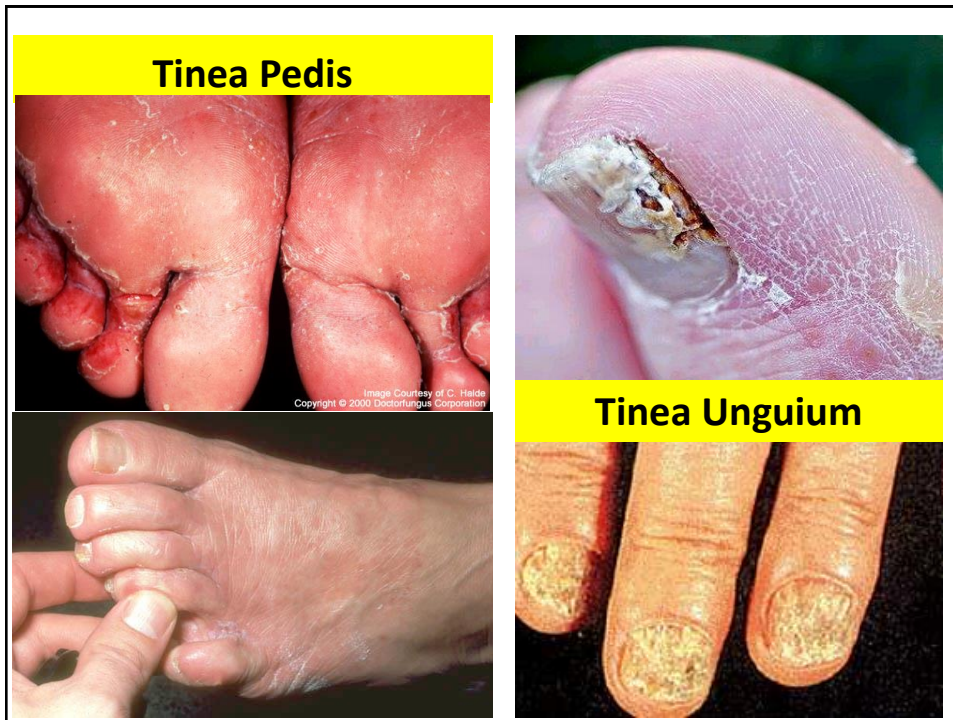 Tinea Pedis
Image Courtesy of C. Halde
Copyright © 2000 Doctorfungus Corporation
Tinea Unguium